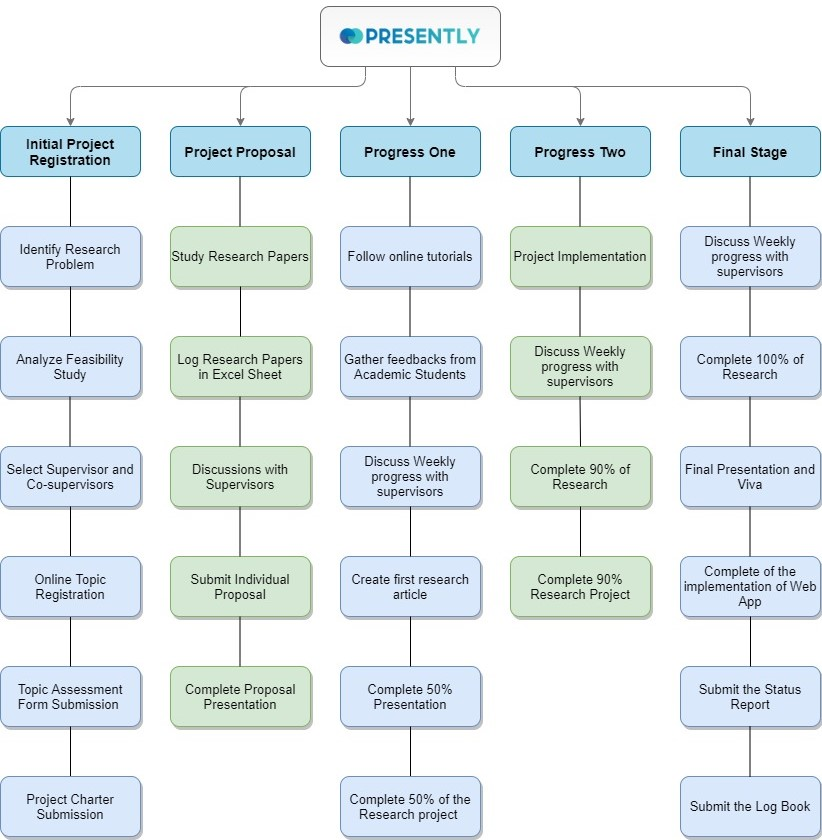 PRESENTLY
Initial Project
Registration
Identify Research
Problem
Analyze Feasibility
Study
Select Supervisor and
Co-supervisors
Online Topic
Registration
Topic Assessment
Form Submission
Project Charter
Submission
Project Proposal
Study Research Papers
Log Research Papers
in Excel Sheet
Discussions with
Supervisors
Submit Individual
Proposal
Complete Proposal
Presentation
Progress One
Follow online tutorials
Gather feedbacks from
Academic Students
Discuss Weekly
progress with
supervisors
Create first research
article
Complete 50%
Presentation
Complete 50% of the
Research project
Progress Two
Project Implementation
Discuss Weekly
progress with
supervisors
Complete 90% of
Research
Complete 90%
Research Project
Final Stage
Discuss Weekly
progress with
supervisors
Complete 100% of
Research
Final Presentation and
Viva
Complete of the
implementation of Web
App
Submit the Status
Report
Submit the Log Book